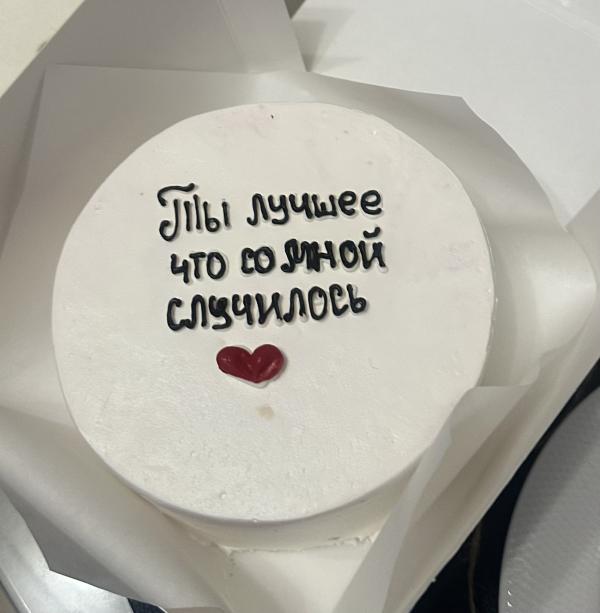 Ты лучшее
что со мной
случилось